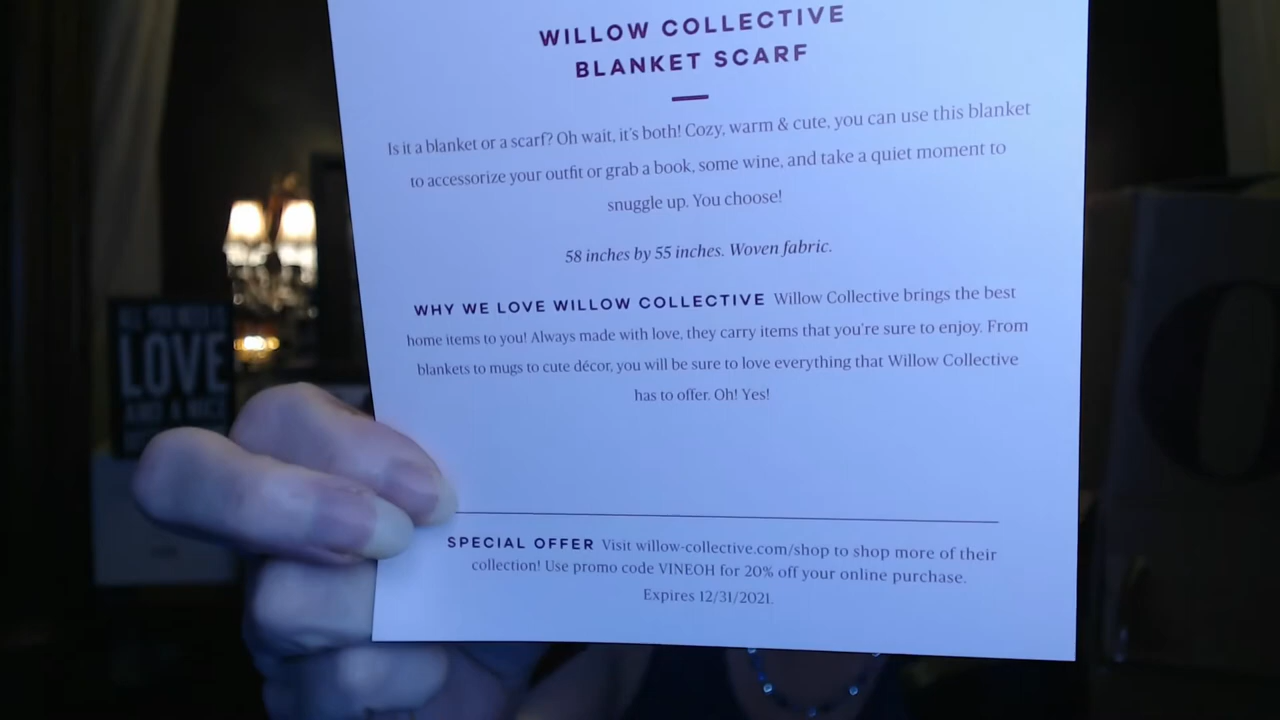 WILLOW COLLECTIVE
BLANKET SCARF
Is it a blanket or a scarf? Oh wait, it's both! Cozy, warm & cute, you can use this blanket
to accessorize your outfit or grab a book, some wine, and take a quiet moment to
snuggle up. You choose!
58 inches by 55 inches. Woven fabric.
WHY WE LOVE WILLOW COLLECTIVE Willow Collective brings the best
home items to you! Always made with love, they carry items that you're sure to enjoy. From
blankets to mugs to cute décor, you will be sure to love everything that Willow Collective
has to offer. Oh! Yes!
SPECIAL OFFER Visit willow-collective.com/shop to shop more of their
collection! Use promo code VINEOH for 20% off your online purchase.
Expires 12/31/2021.
ALL YOU NEED IS
LOVE
AND A NICE
O